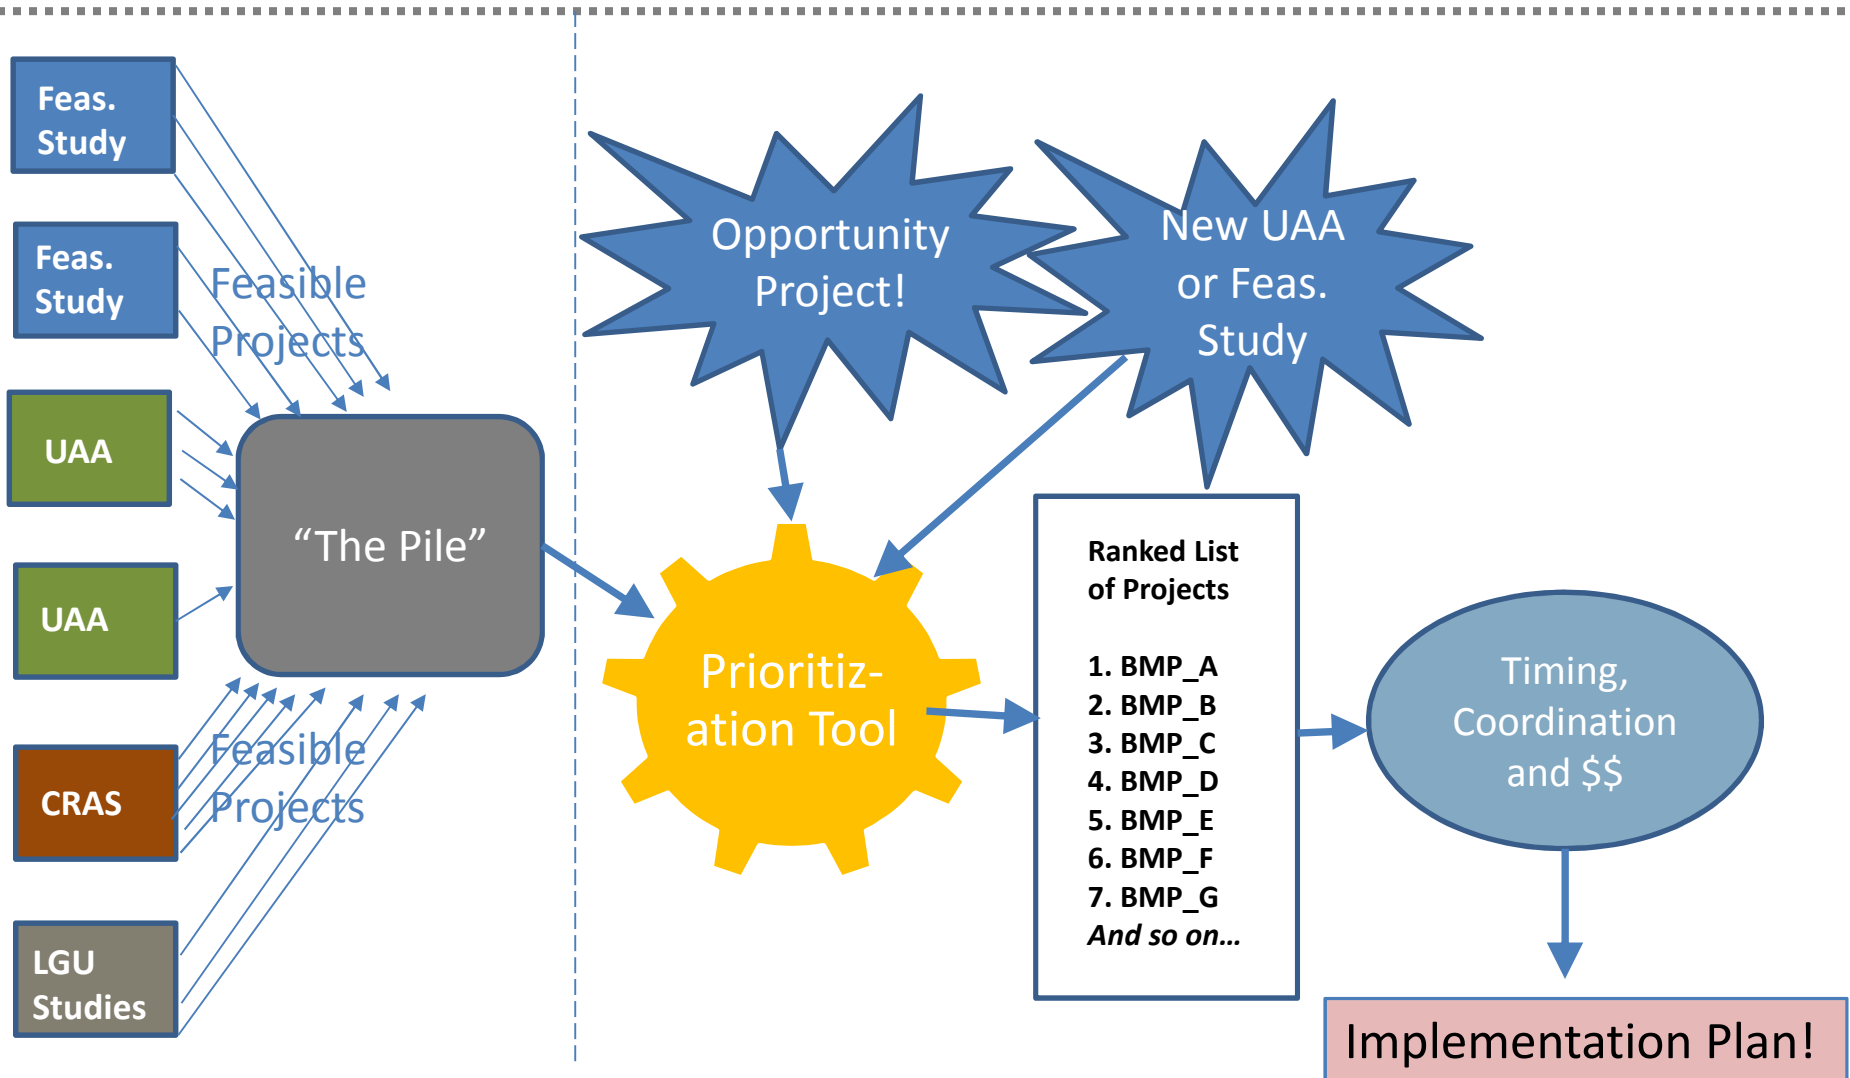 Feas.
Study
Feas.
Study
Feasible
Projects
UAA
UAA
"The Pile"
CRAS
Feasible
Projects
LGU
Studies
Opportunity
Project!
New UAA
or Feas.
Study
Prioritiz-
ation Tool
Ranked List
of Projects
1. BMP_A
2. BMP_B
3. BMP_C
4. BMP_D
5. BMP_E
6. BMP_F
7. BMP_G
And so on…
Timing,
Coordination
and $$
Implementation Plan!